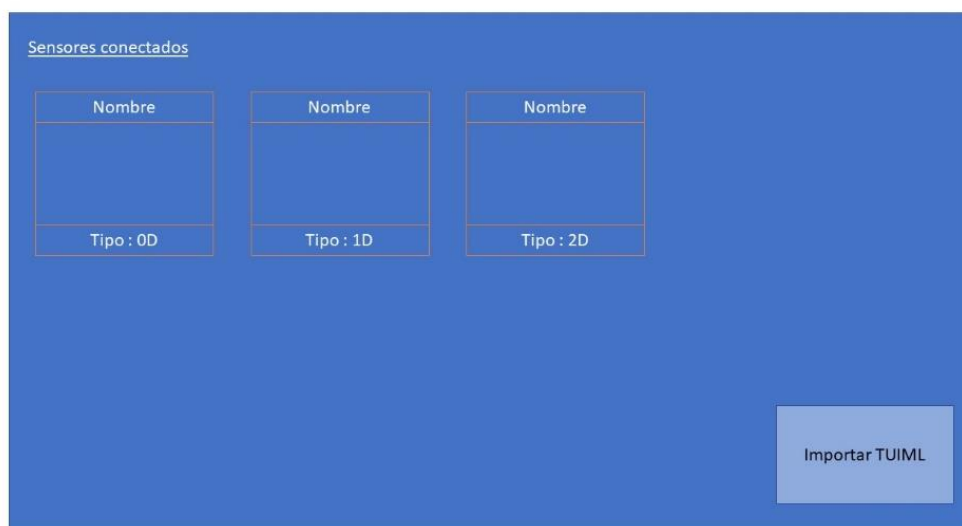 Sensores conectados
Nombre
Nombre
Nombre
Tipo : 0D
Tipo : 1D
Tipo : 2D
Importar TUIML